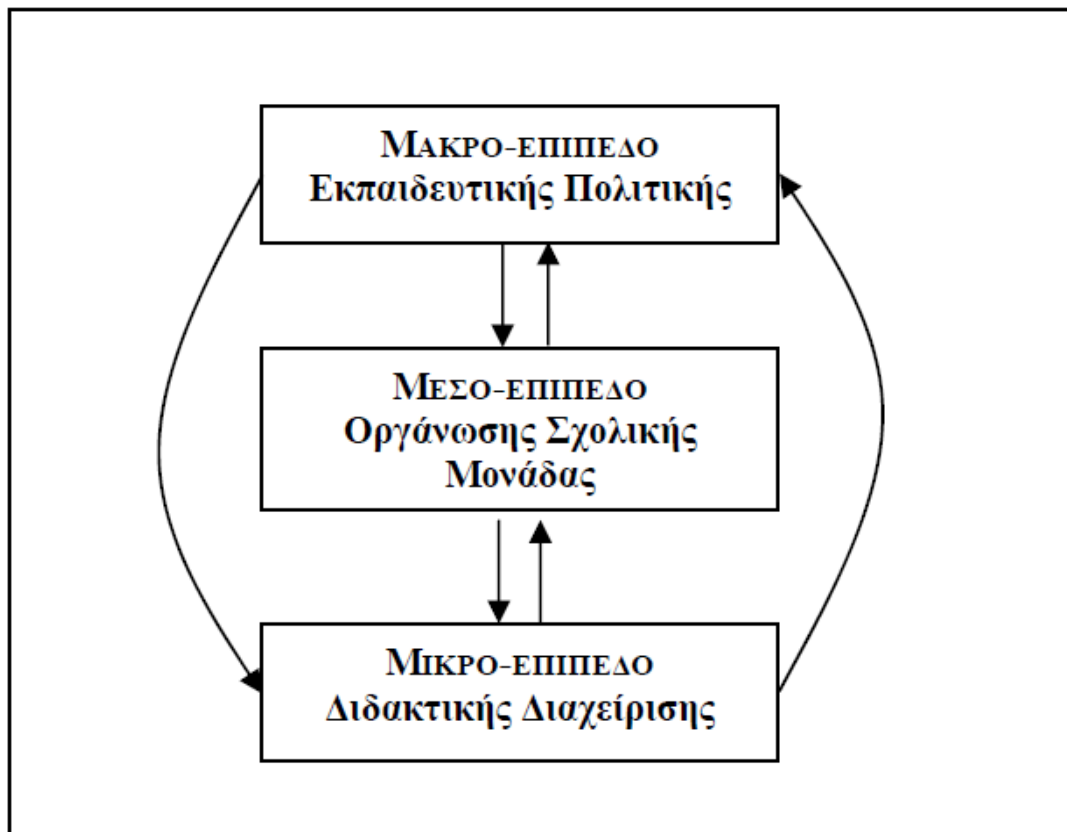 ΜΑΚΡΟ-ΕΠΙΠΕΔΟ
Εκπαιδευτικής Πολιτικής
ΜΕΣΟ-ΕΠΙΠΕΔΟ
Οργάνωσης Σχολικής
Μονάδας
ΜΙΚΡΟ-ΕΠΙΠΕΔΟ
Διδακτικής Διαχείρισης